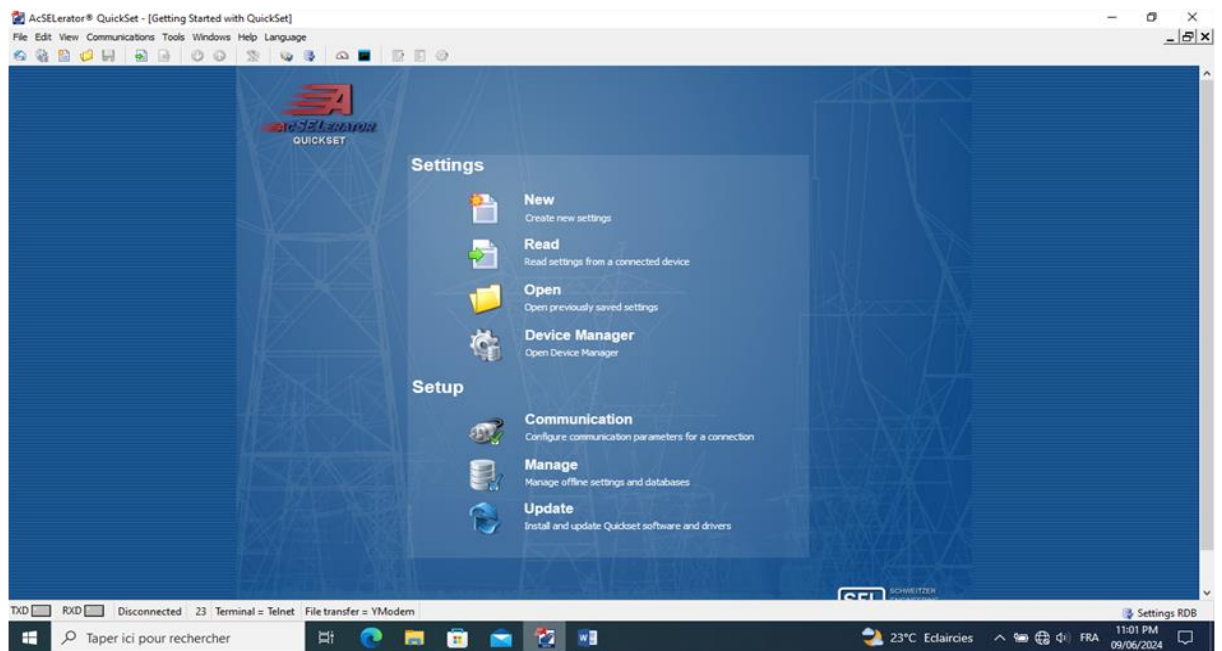 AcSELerator® QuickSet - [Getting Started with QuickSet]
File Edit View Communications Tools Windows Help Language
ACSELERATOR
QUICKSET
Settings
New
Create new settings
Read
Read settings from a connected device
Open
Open previously saved settings
Device Manager
Open Device Manager
Setup
Communication
Configure communication parameters for a connection
Manage
Manage offline settings and databases
Update
Install and update Quickset software and drivers
SEL SCHWEITZER
TXD RXD Disconnected 23 Terminal = Telnet File transfer = YModem Settings RDB
Taper ici pour rechercher 23°C Eclaircies FRA 11:01 PM
09/06/2024